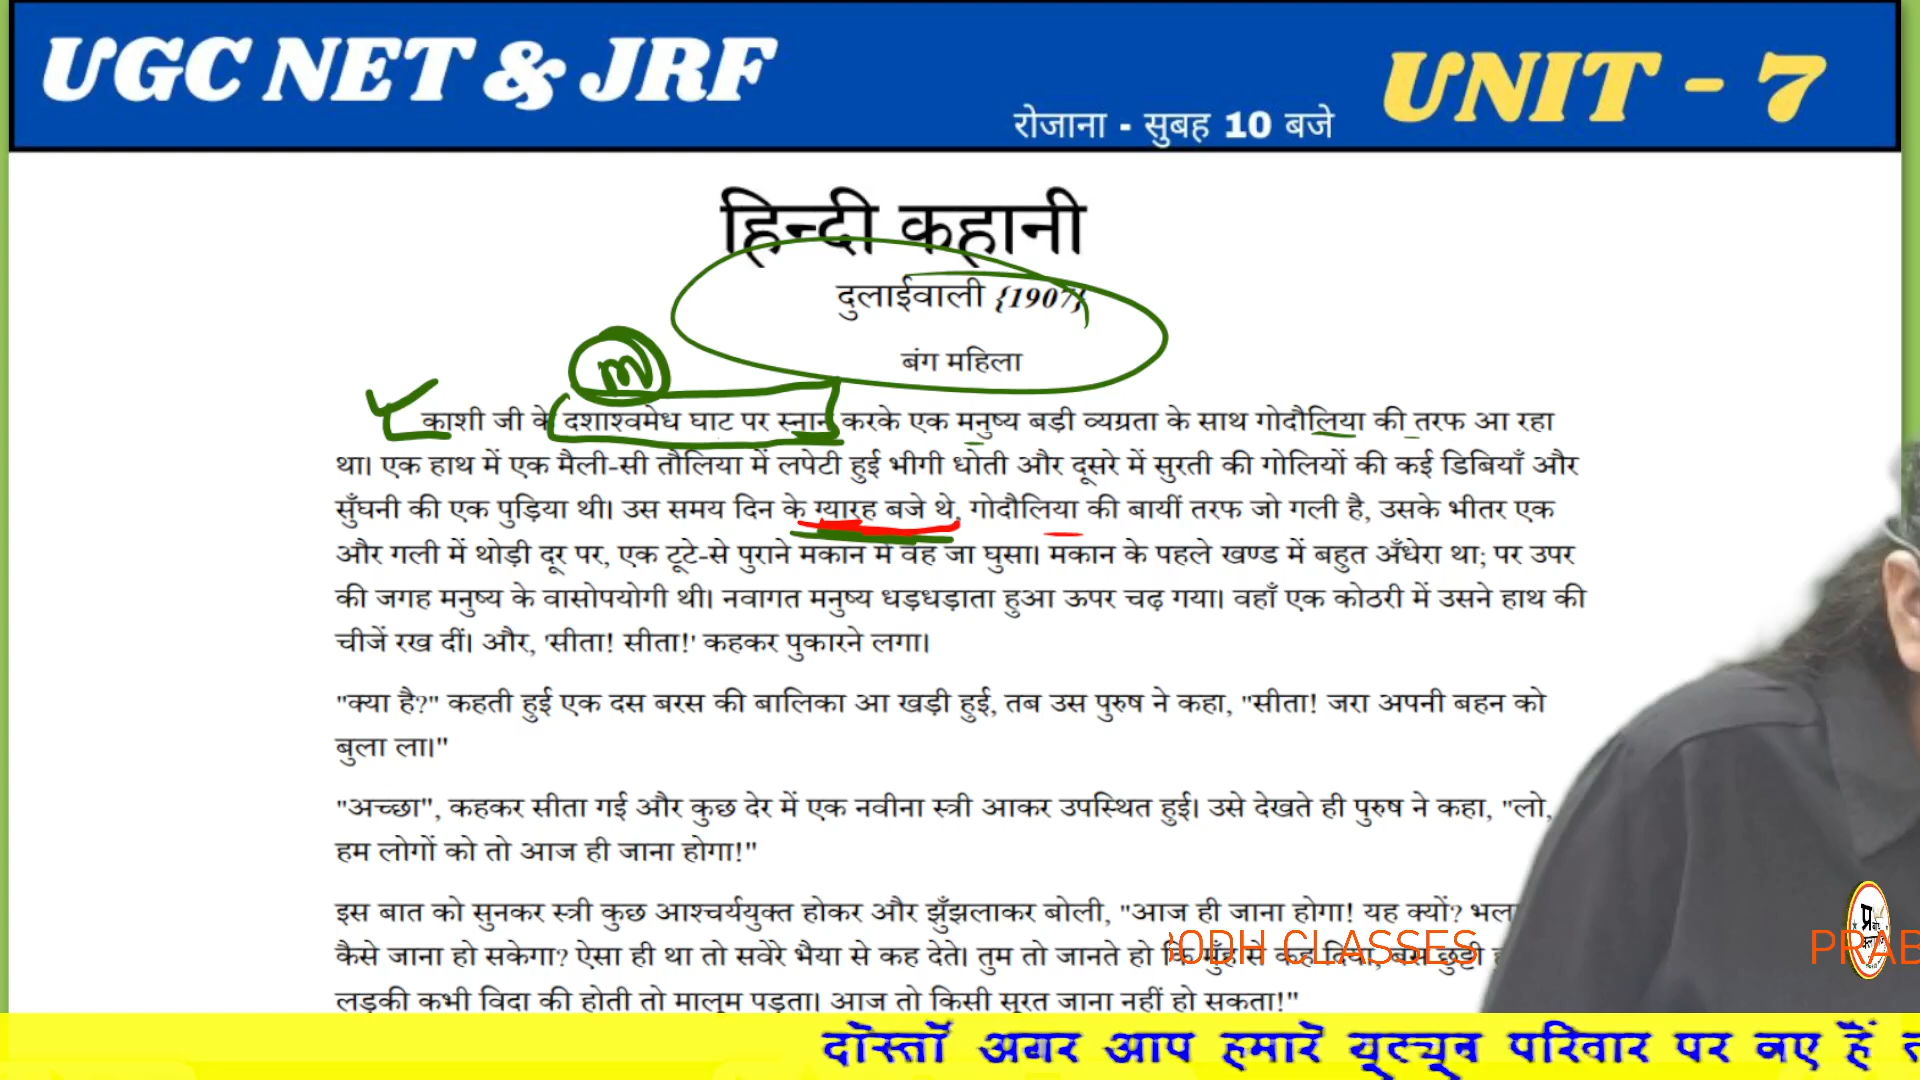 UGC NET & JRF
रोजाना - सुबह 10 बजे
UNIT - 7
हिन्दी कहानी
दुलाईवाली {1907}
बंग महिला
काशी जी के दशाश्वमेध घाट पर स्नान करके एक मनुष्य बड़ी व्यग्रता के साथ गोदौलिया की तरफ आ रहा
था। एक हाथ में एक मैली-सी तौलिया में लपेटी हुई भीगी धोती और दूसरे में सुरती की गोलियों की कई डिबियाँ और
सुँघनी की एक पुड़िया थी। उस समय दिन के ग्यारह बजे थे, गोदौलिया की बायीं तरफ जो गली है, उसके भीतर एक
और गली में थोड़ी दूर पर, एक टूटे-से पुराने मकान में वह जा घुसा। मकान के पहले खण्ड में बहुत अँधेरा था; पर उपर
की जगह मनुष्य के वासोपयोगी थी। नवागत मनुष्य धड़धड़ाता हुआ ऊपर चढ़ गया। वहाँ एक कोठरी में उसने हाथ की
चीजें रख दीं। और, 'सीता! सीता!' कहकर पुकारने लगा।
"क्या है?" कहती हुई एक दस बरस की बालिका आ खड़ी हुई, तब उस पुरुष ने कहा, "सीता! जरा अपनी बहन को
बुला ला।"
"अच्छा", कहकर सीता गई और कुछ देर में एक नवीना स्त्री आकर उपस्थित हुई। उसे देखते ही पुरुष ने कहा, "लो,
हम लोगों को तो आज ही जाना होगा!"
इस बात को सुनकर स्त्री कुछ आश्चर्ययुक्त होकर और झुँझलाकर बोली, "आज ही जाना होगा! यह क्यों? भला
कैसे जाना हो सकेगा? ऐसा ही था तो सवेरे भैया से कह देते। तुम तो जानते हो कि मुँह से कह दिया, बस छुट्टी
लड़की कभी विदा की होती तो मालूम पड़ता। आज तो किसी सूरत जाना नहीं हो सकता!"
ODH CLASSES
PRAB
दोस्तों अगर आप हमारे यूट्यूब परिवार पर नए हैं